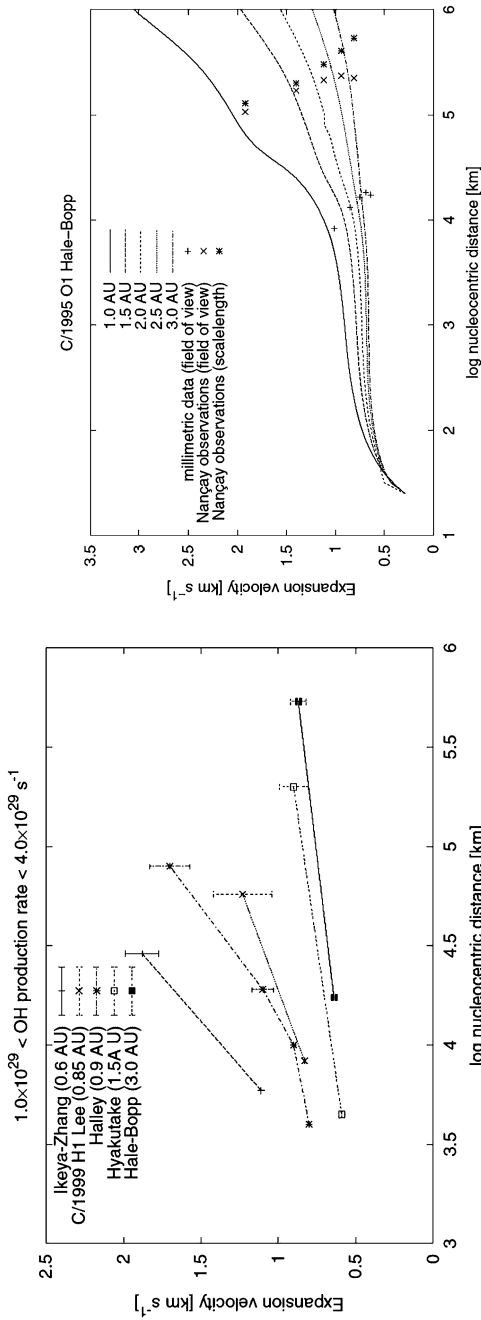 1.0×10²⁹ < OH production rate < 4.0×10²⁹ s⁻¹
Ikeya-Zhang (0.6 AU)
C/1999 H1 Lee (0.85 AU)
Halley (0.9 AU)
Hyakutake (1.5A U)
Hale-Bopp (3.0 AU)
Expansion velocity [km s⁻¹]
2.5
2
1.5
1
0.5
0
3
3.5
4
4.5
5
5.5
6
log nucleocentric distance [km]
C/1995 O1 Hale-Bopp
1.0 AU
1.5 AU
2.0 AU
2.5 AU
3.0 AU
millimetric data (field of view)
Nançay observations (field of view)
Nançay observations (scalelength)
Expansion velocity [km s⁻¹]
3.5
3
2.5
2
1.5
1
0.5
0
1
2
3
4
5
6
log nucleocentric distance [km]